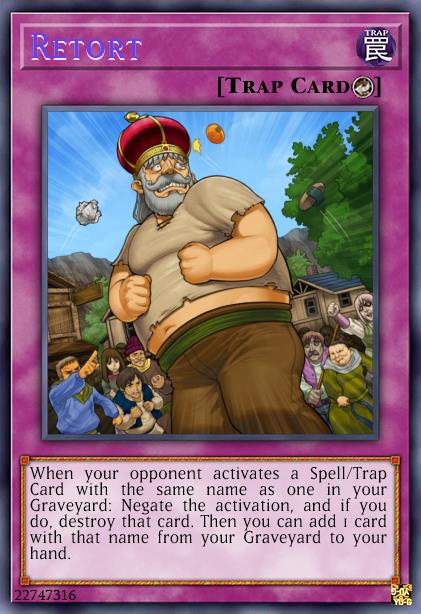 Retort
TRAP
罠
[Trap Card]
When your opponent activates a Spell/Trap
Card with the same name as one in your
Graveyard: Negate the activation, and if you
do, destroy that card. Then you can add 1 card
with that name from your Graveyard to your
hand.
22747316